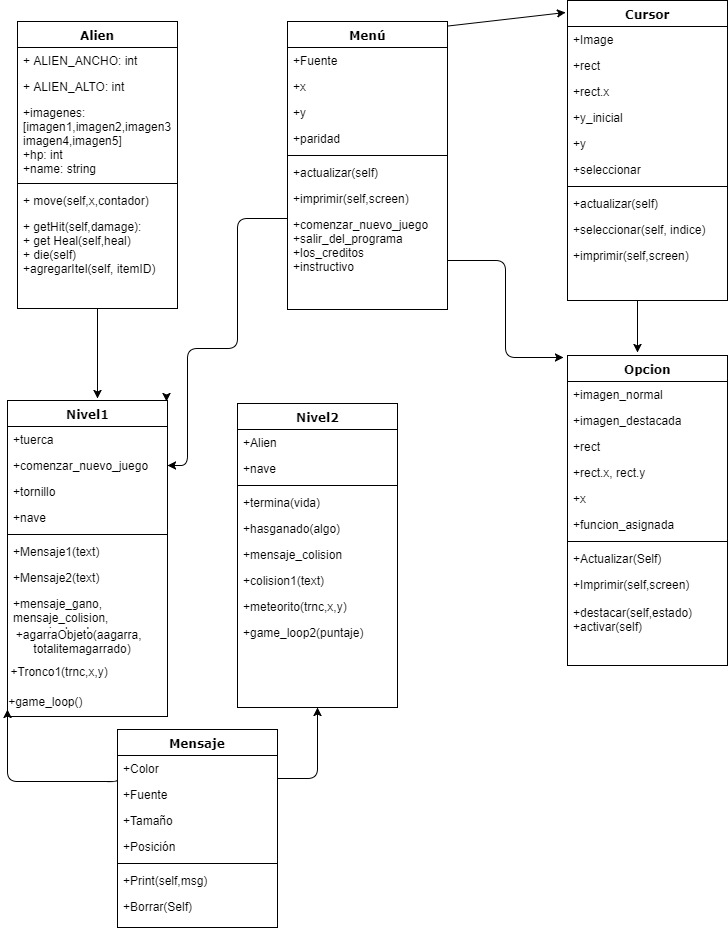 Alien
+ ALIEN_ANCHO: int
+ ALIEN_ALTO: int
+imagenes:
[imagen1,imagen2,imagen3
imagen4,imagen5]
+hp: int
+name: string
+ move(self,x,contador)
+ getHit(self,damage):
+ get Heal(self,heal)
+ die(self)
+agregarItel(self, itemID)
Menú
+Fuente
+x
+y
+paridad
+actualizar(self)
+imprimir(self,screen)
+comenzar_nuevo_juego
+salir_del_programa
+los_creditos
+instructivo
Cursor
+Image
+rect
+rect.x
+y_inicial
+y
+seleccionar
+actualizar(self)
+seleccionar(self, indice)
+imprimir(self,screen)
Nivel1
+tuerca
+comenzar_nuevo_juego
+tornillo
+nave
+Mensaje1(text)
+Mensaje2(text)
+mensaje_gano,
mensaje_colision,
+agarraObjeto(aagarra,
totalitemagarrado)
+Tronco1(trnc,x,y)
+game_loop()
Nivel2
+Alien
+nave
+termina(vida)
+hasganado(algo)
+mensaje_colision
+colision1(text)
+meteorito(trnc,x,y)
+game_loop2(puntaje)
Opcion
+imagen_normal
+imagen_destacada
+rect
+rect.x, rect.y
+x
+funcion_asignada
+Actualizar(Self)
+Imprimir(self,screen)
+destacar(self,estado)
+activar(self)
Mensaje
+Color
+Fuente
+Tamaño
+Posición
+Print(self,msg)
+Borrar(Self)